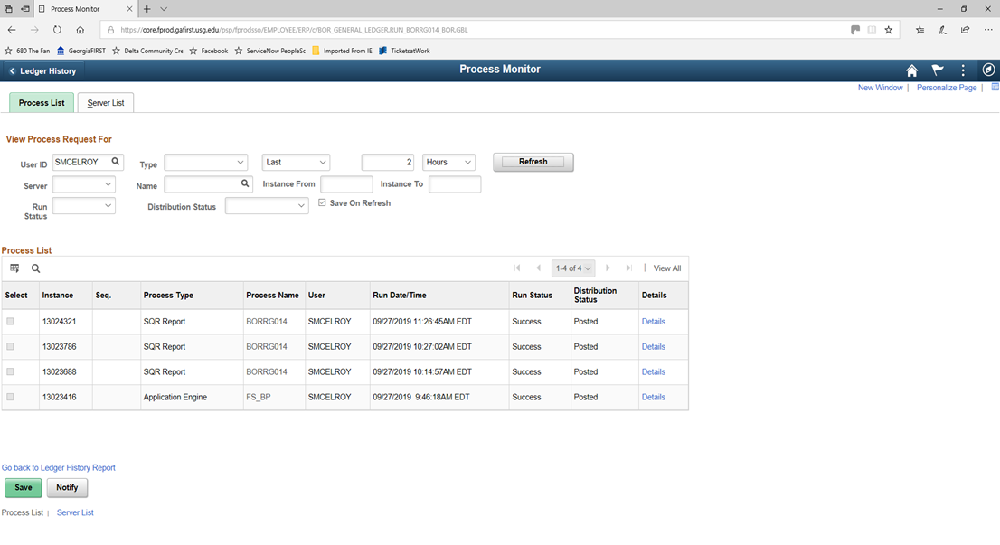 Process Monitor
https://core.fprod.gafirst.usg.edu/psp/fprodsso/EMPLOYEE/ERP/c/BOR_GENERAL_LEDGER.RUN_BORRG014_BOR.GBL
680 The Fan GeorgiaFIRST Delta Community Cre Facebook ServiceNow PeopleSc Imported From IE TicketsatWork
Ledger History Process Monitor
New Window | Personalize Page |
Process List Server List
View Process Request For
User ID SMCELROY Type Last 2 Hours Refresh
Server Name Instance From Instance To
Run Status Distribution Status Save On Refresh
Process List
1-4 of 4 | View All
Select Instance Seq. Process Type Process Name User Run Date/Time Run Status Distribution Status Details
13024321 SQR Report BORRG014 SMCELROY 09/27/2019 11:26:45AM EDT Success Posted Details
13023786 SQR Report BORRG014 SMCELROY 09/27/2019 10:27:02AM EDT Success Posted Details
13023688 SQR Report BORRG014 SMCELROY 09/27/2019 10:14:57AM EDT Success Posted Details
13023416 Application Engine FS_BP SMCELROY 09/27/2019 9:46:18AM EDT Success Posted Details
Go back to Ledger History Report
Save Notify
Process List | Server List